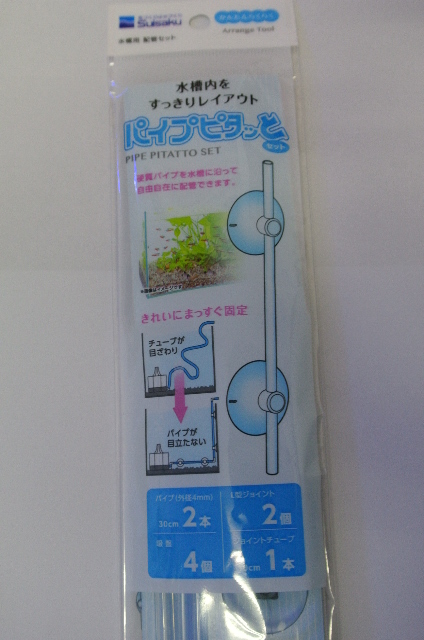 Suisaku
水槽用 配管セット
Arrange Tool
水槽内を
すっきりレイアウト
パイプピタッと
セット
PIPE PITATTO SET
硬質パイプを水槽に沿って
自由自在に配管できます。
きれいにまっすぐ固定
チューブが
目ざわり
パイプが
目立たない
パイプ(外径4mm)
30cm 2本
L型ジョイント
2個
吸盤
4個
ョイントチューブ
cm 1本